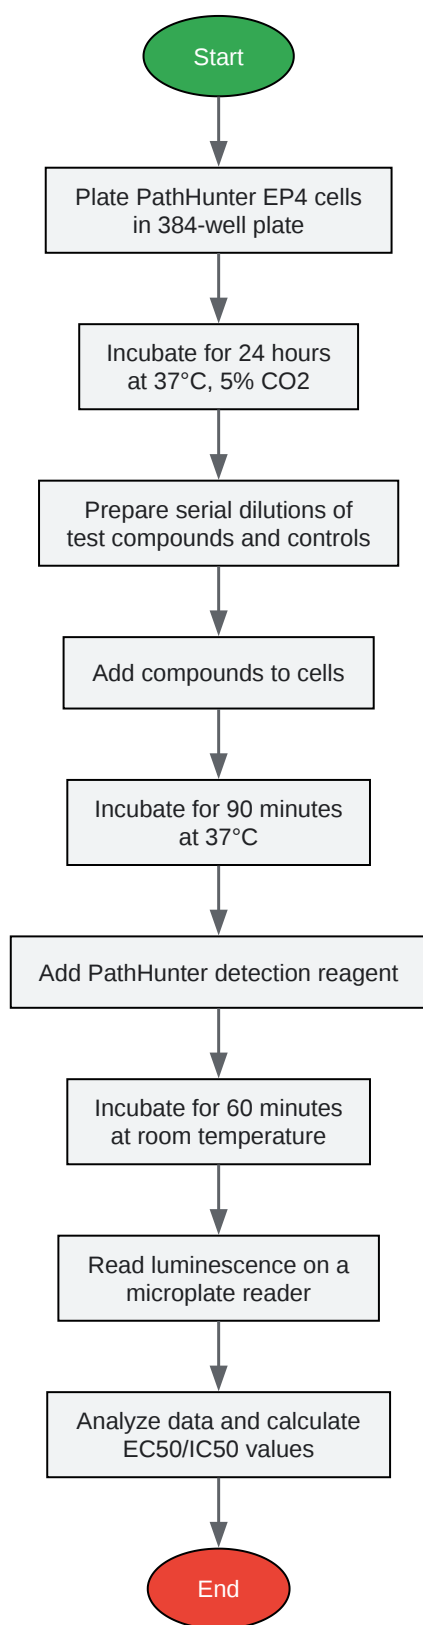 Start
Plate PathHunter EP4 cells
in 384-well plate
Incubate for 24 hours
at 37°C, 5% CO2
Prepare serial dilutions of
test compounds and controls
Add compounds to cells
Incubate for 90 minutes
at 37°C
Add PathHunter detection reagent
Incubate for 60 minutes
at room temperature
Read luminescence on a
microplate reader
Analyze data and calculate
EC50/IC50 values
End